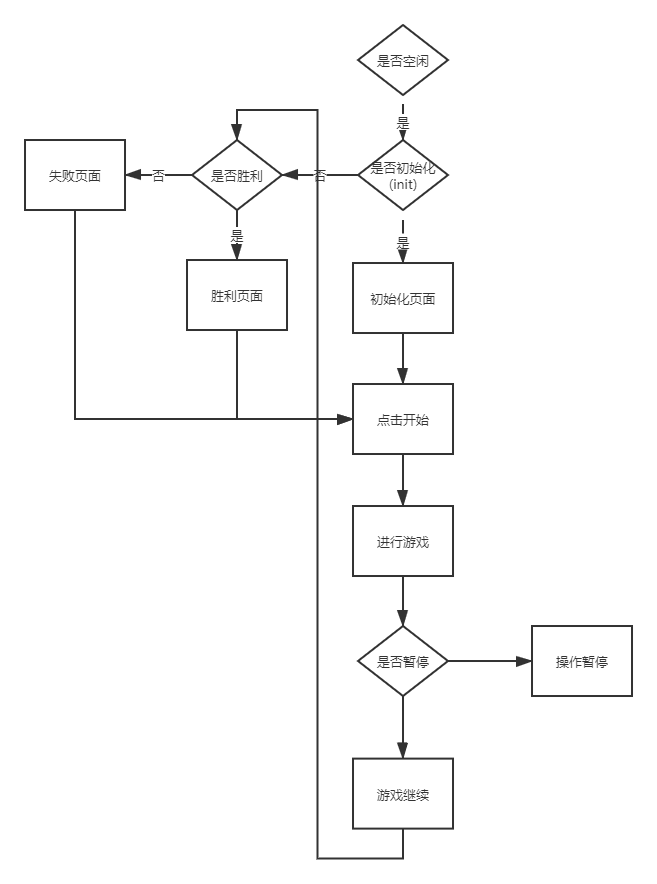 是否空闲
是
是否初始化
(init)
否
是否胜利
否
失败页面
是
是
胜利页面
初始化页面
点击开始
进行游戏
是否暂停
操作暂停
游戏继续